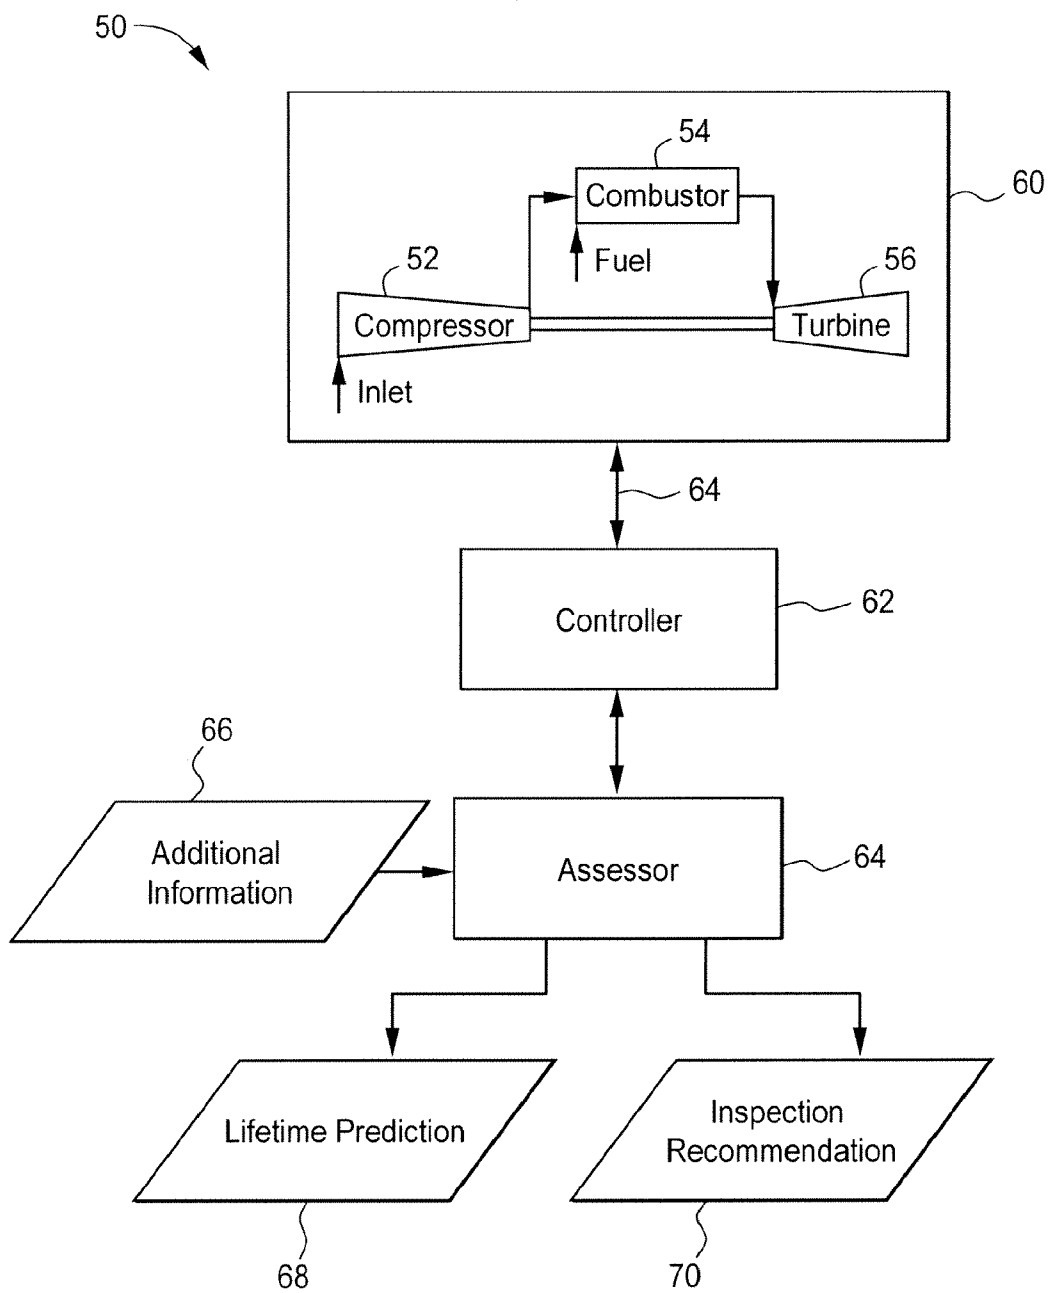 50
54
Combustor
60
Fuel
52
56
Compressor
Turbine
Inlet
64
Controller
62
66
Additional
Information
Assessor
64
Lifetime Prediction
Inspection
Recommendation
68
70